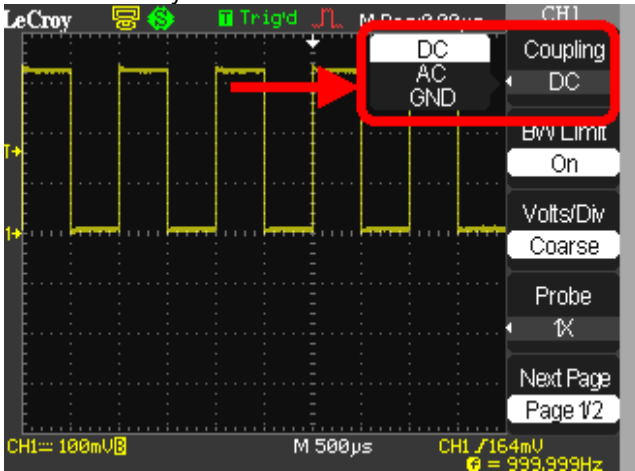 LeCroy
T Trig'd
CH1
DC
AC
GND
Coupling
DC
BW Limit
On
T
Volts/Div
Coarse
1
Probe
1X
Next Page
Page 1/2
CH1 100mV B
M 500µs
CH1 164mV
f = 999.999Hz